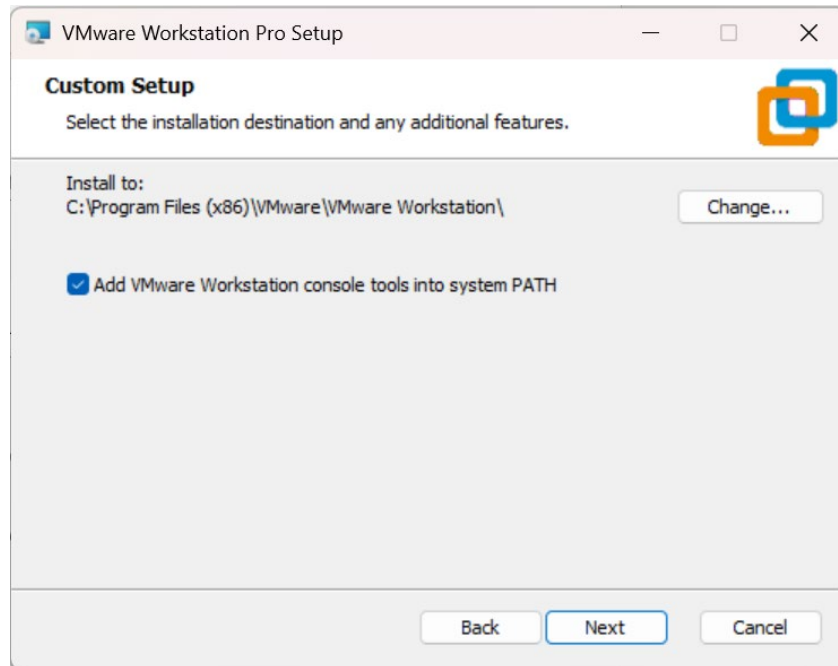 VMware Workstation Pro Setup
Custom Setup
Select the installation destination and any additional features.
Install to:
C:\Program Files (x86)\VMware\VMware Workstation\
Change...
Add VMware Workstation console tools into system PATH
Back
Next
Cancel